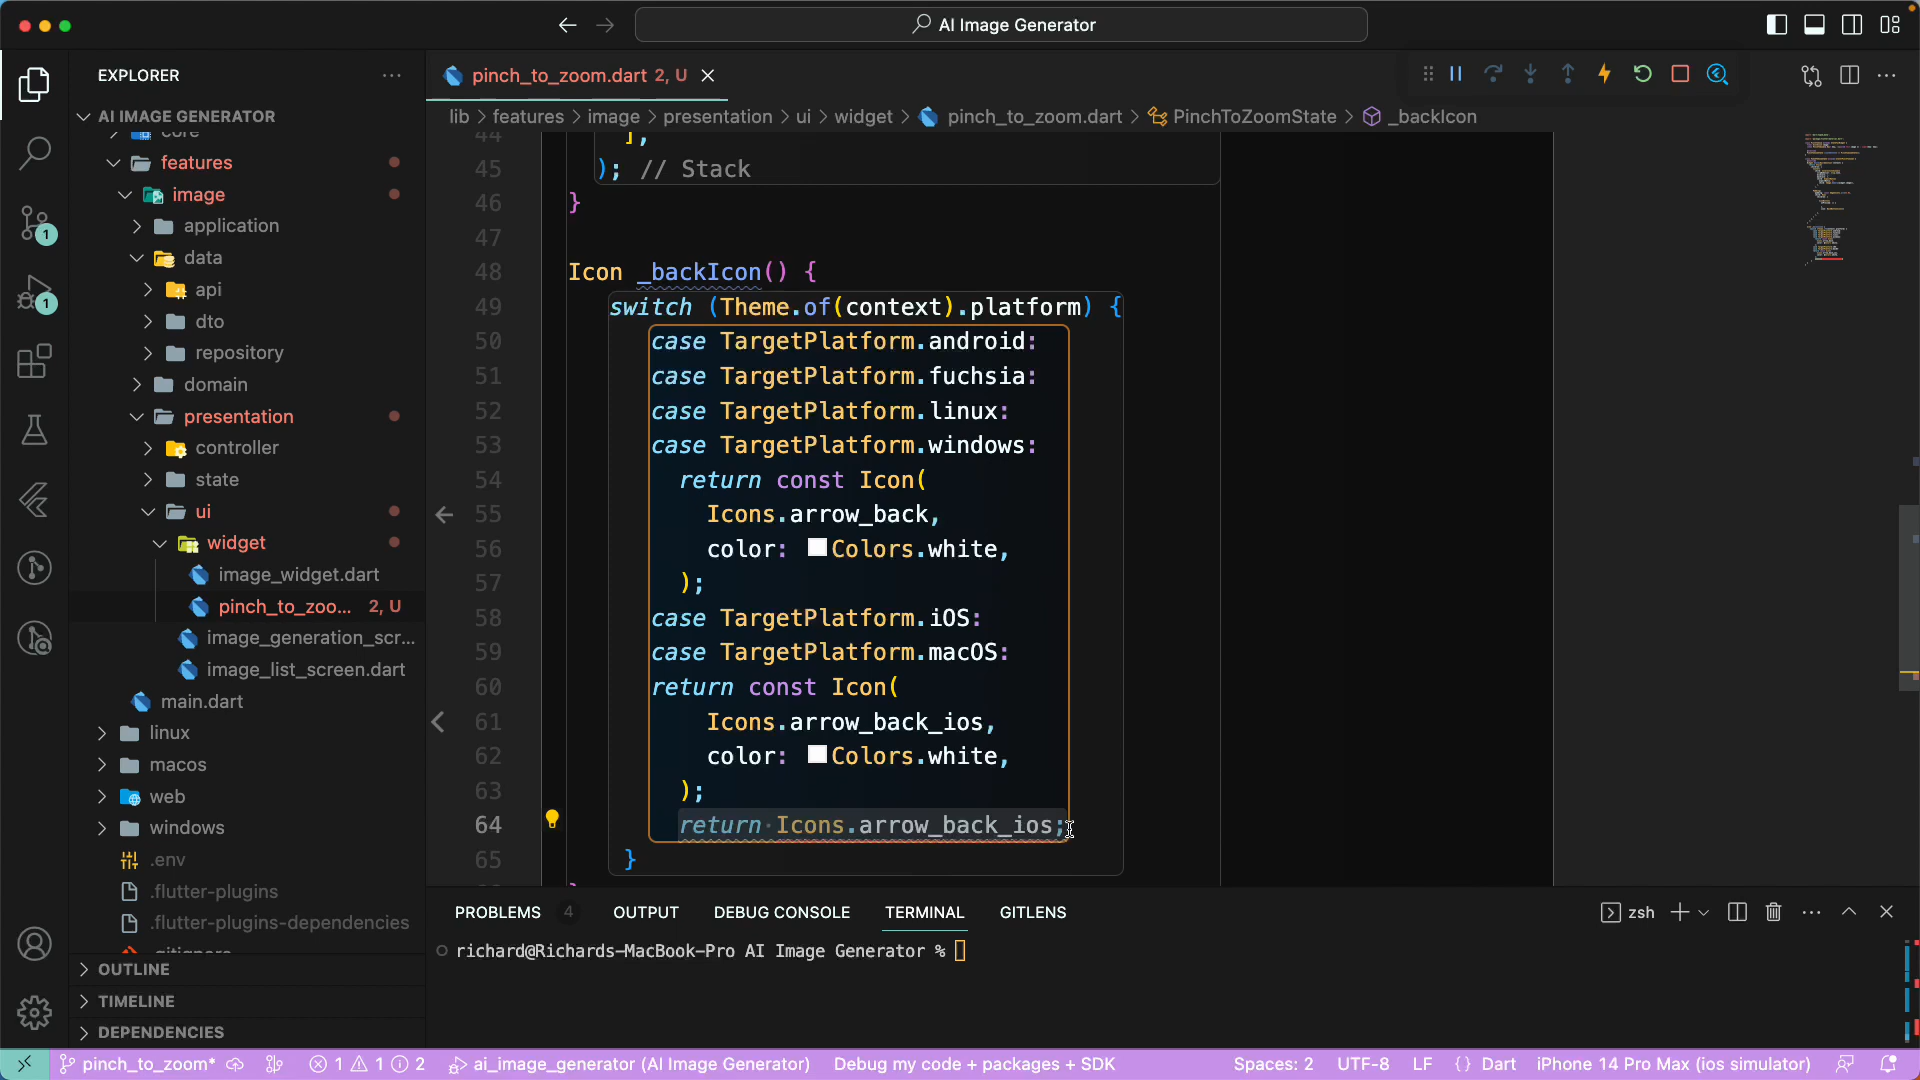 AI Image Generator
EXPLORER
AI IMAGE GENERATOR
core
features
image
application
data
api
dto
repository
domain
presentation
controller
state
ui
widget
image_widget.dart
pinch_to_zoo... 2, U
image_generation_scr...
image_list_screen.dart
main.dart
linux
macos
web
windows
.env
.flutter-plugins
.flutter-plugins-dependencies
.gitignore
OUTLINE
TIMELINE
DEPENDENCIES
1
1
pinch_to_zoom.dart 2, U
lib > features > image > presentation > ui > widget > pinch_to_zoom.dart > PinchToZoomState > _backIcon
44 ],
45 ); // Stack
46 }
47
48 Icon _backIcon() {
49 switch (Theme.of(context).platform) {
50 case TargetPlatform.android:
51 case TargetPlatform.fuchsia:
52 case TargetPlatform.linux:
53 case TargetPlatform.windows:
54 return const Icon(
55 Icons.arrow_back,
56 color: Colors.white,
57 );
58 case TargetPlatform.iOS:
59 case TargetPlatform.macOS:
60 return const Icon(
61 Icons.arrow_back_ios,
62 color: Colors.white,
63 );
64 return Icons.arrow_back_ios;
65 }
PROBLEMS 4 OUTPUT DEBUG CONSOLE TERMINAL GITLENS
zsh
richard@Richards-MacBook-Pro AI Image Generator %
pinch_to_zoom* 1 1 2 ai_image_generator (AI Image Generator) Debug my code + packages + SDK Spaces: 2 UTF-8 LF {} Dart iPhone 14 Pro Max (ios simulator)